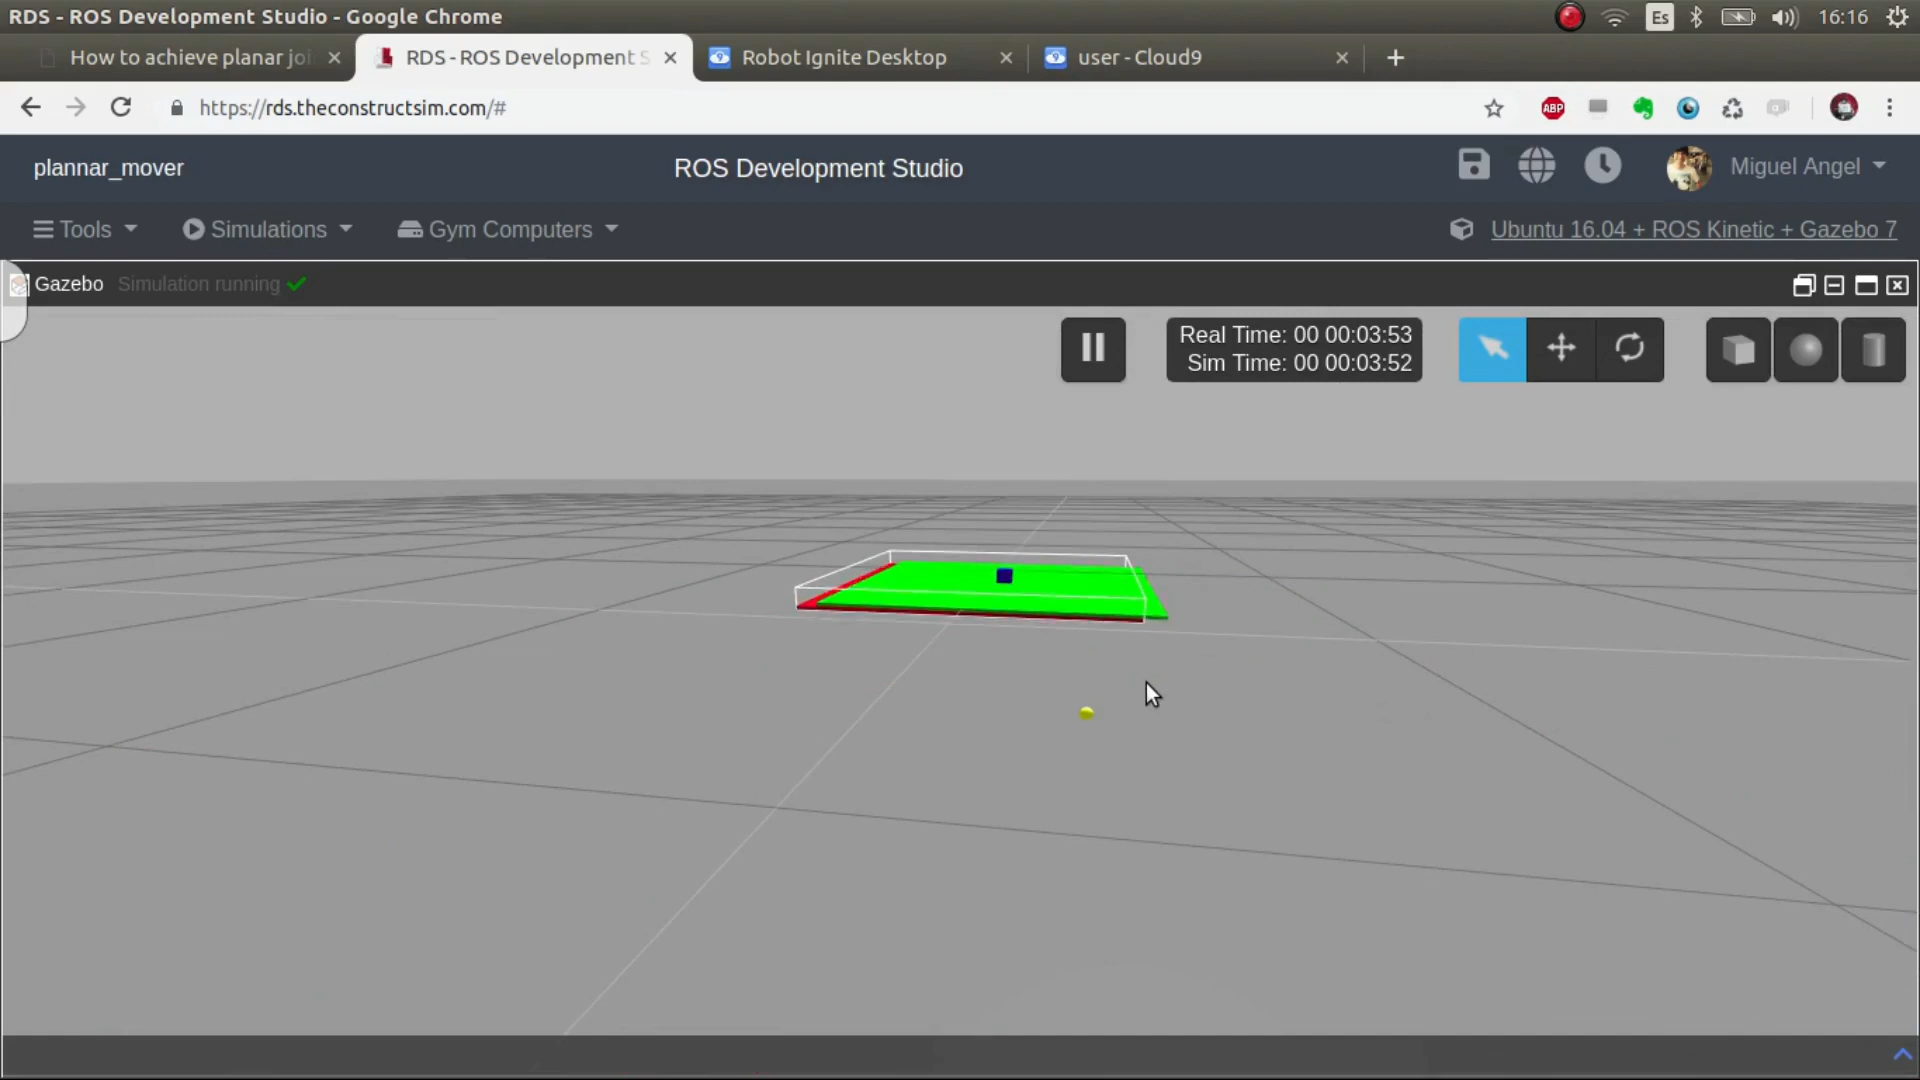 RDS - ROS Development Studio - Google Chrome
Es
16:16
How to achieve planar joi
RDS - ROS Development S
Robot Ignite Desktop
user - Cloud9
https://rds.theconstructsim.com/#
ABP
plannar_mover
ROS Development Studio
Miguel Angel
Tools
Simulations
Gym Computers
Ubuntu 16.04 + ROS Kinetic + Gazebo 7
Gazebo
Simulation running
Real Time: 00 00:03:53
Sim Time: 00 00:03:52